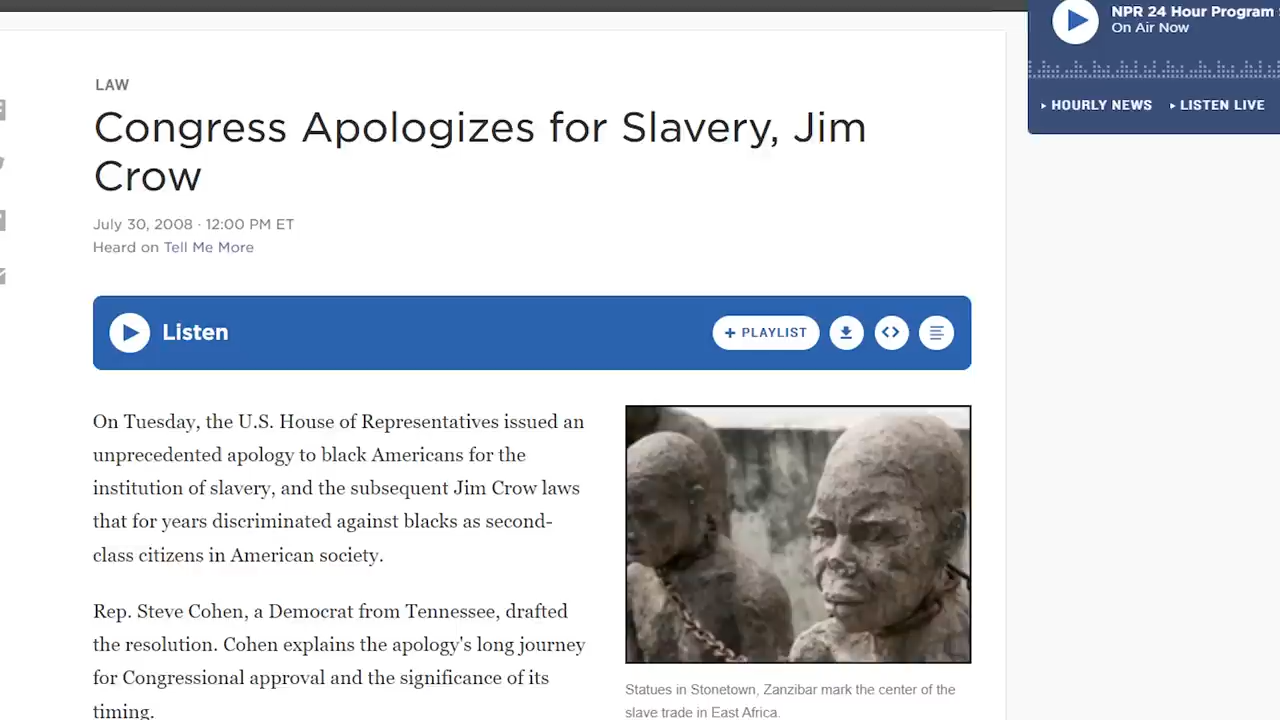 NPR 24 Hour Program
On Air Now
HOURLY NEWS
LISTEN LIVE
LAW
Congress Apologizes for Slavery, Jim
Crow
July 30, 2008 · 12:00 PM ET
Heard on Tell Me More
Listen
+ PLAYLIST
On Tuesday, the U.S. House of Representatives issued an
unprecedented apology to black Americans for the
institution of slavery, and the subsequent Jim Crow laws
that for years discriminated against blacks as second-
class citizens in American society.
Rep. Steve Cohen, a Democrat from Tennessee, drafted
the resolution. Cohen explains the apology's long journey
for Congressional approval and the significance of its
timing.
Statues in Stonetown, Zanzibar mark the center of the
slave trade in East Africa.